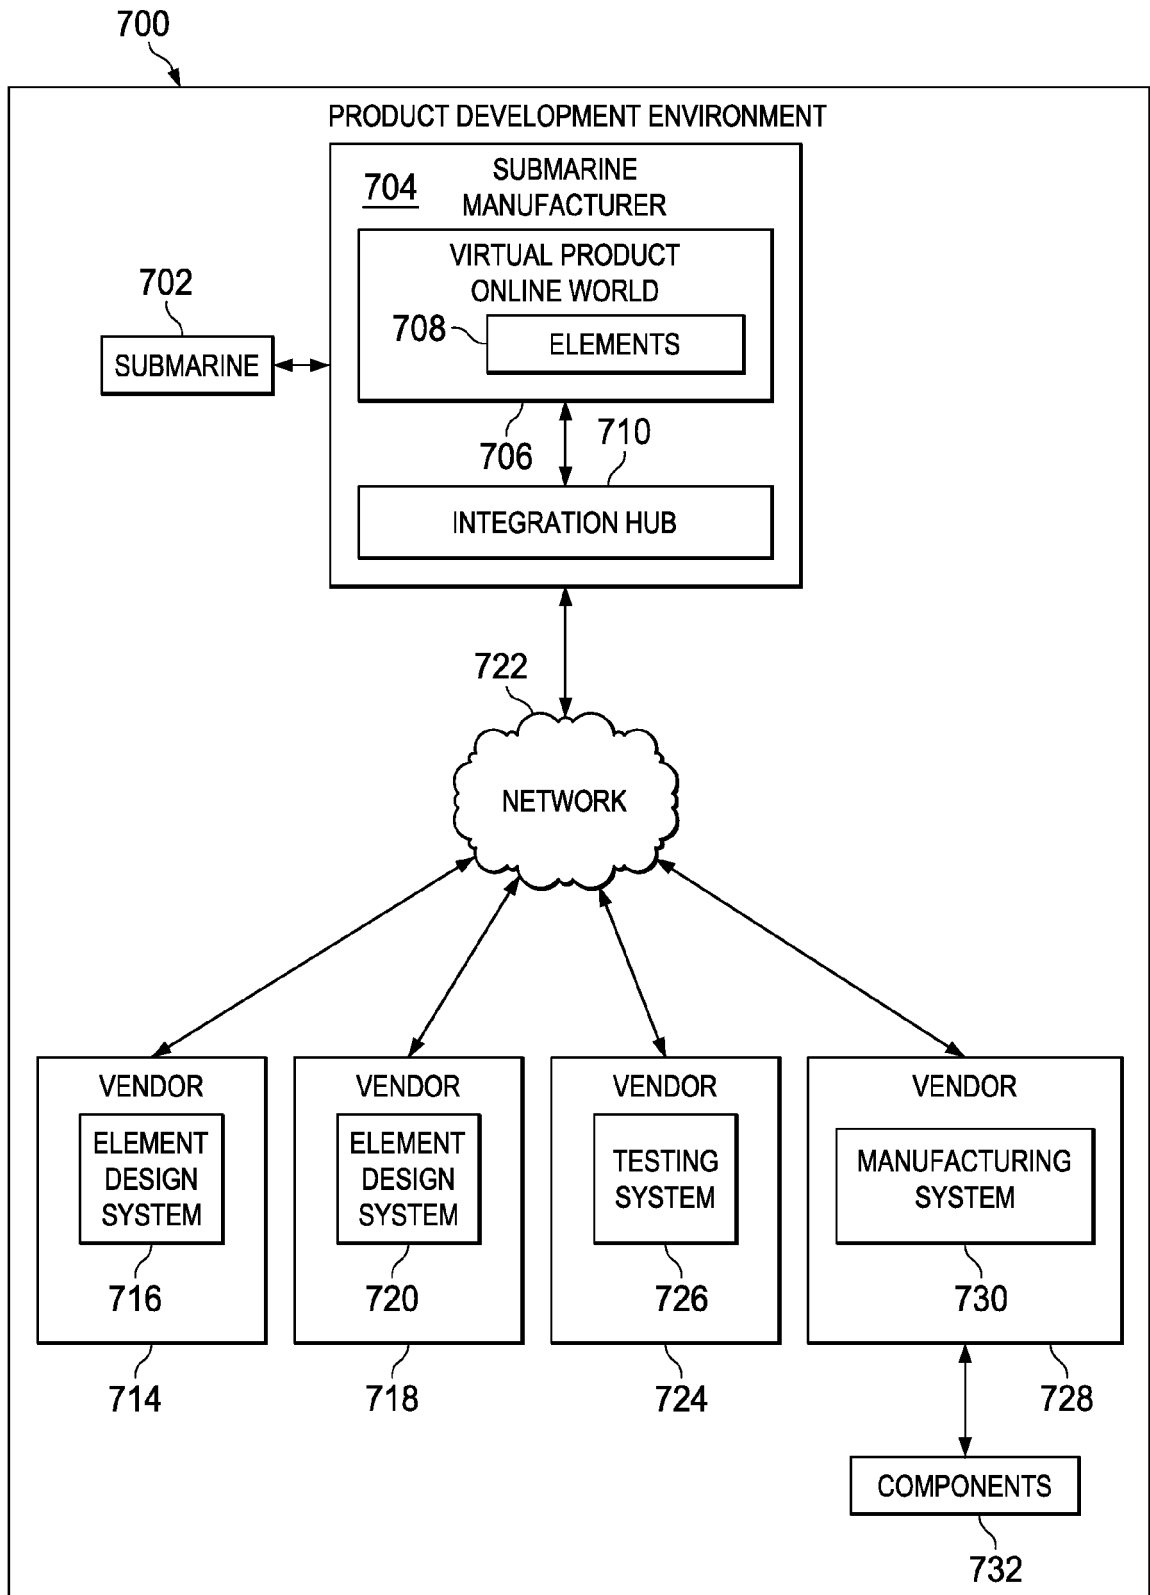 700
PRODUCT DEVELOPMENT ENVIRONMENT
704
SUBMARINE
MANUFACTURER
VIRTUAL PRODUCT
ONLINE WORLD
708
ELEMENTS
702
SUBMARINE
706
710
INTEGRATION HUB
722
NETWORK
VENDOR
ELEMENT
DESIGN
SYSTEM
716
714
VENDOR
ELEMENT
DESIGN
SYSTEM
720
718
VENDOR
TESTING
SYSTEM
726
724
VENDOR
MANUFACTURING
SYSTEM
730
728
COMPONENTS
732